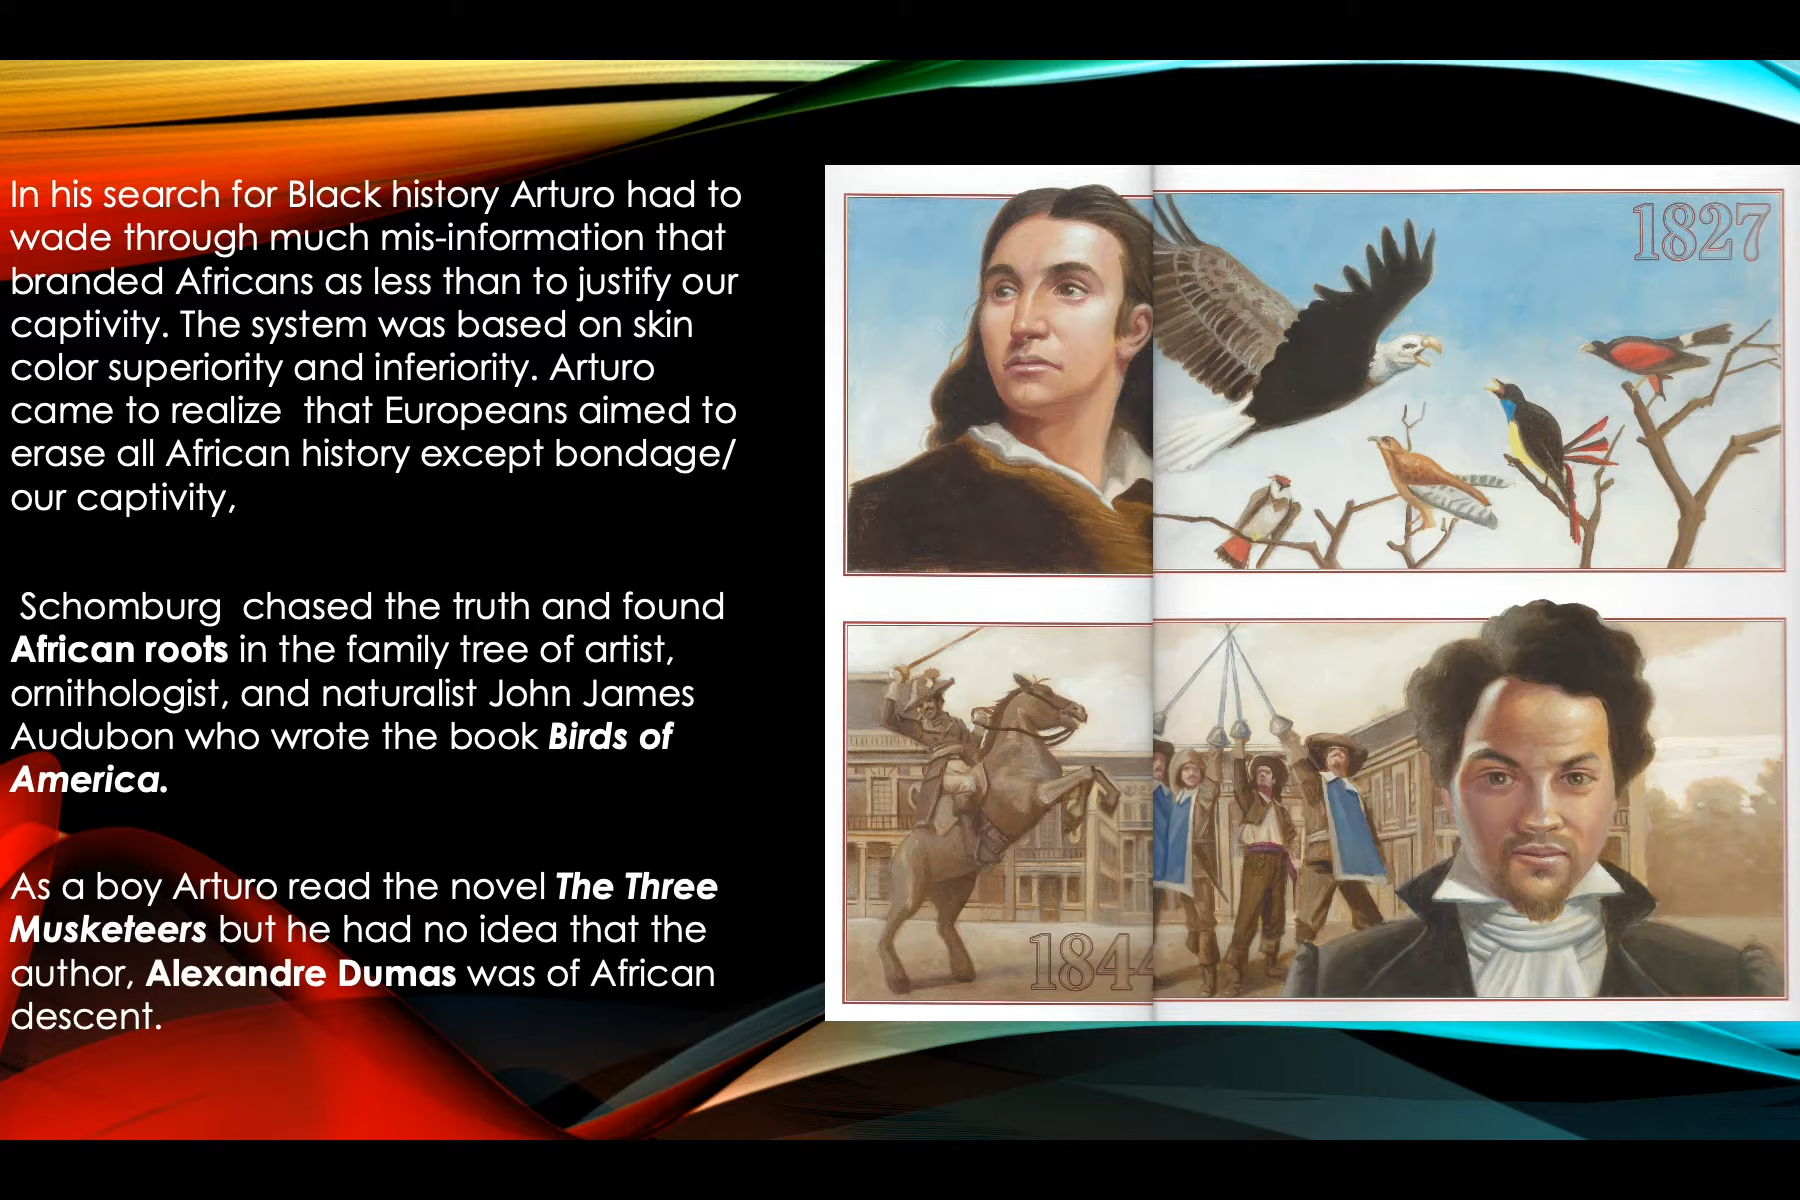 In his search for Black history Arturo had to
wade through much mis-information that
branded Africans as less than to justify our
captivity. The system was based on skin
color superiority and inferiority. Arturo
came to realize  that Europeans aimed to
erase all African history except bondage/
our captivity,
Schomburg  chased the truth and found
African roots in the family tree of artist,
ornithologist, and naturalist John James
Audubon who wrote the book Birds of
America.
As a boy Arturo read the novel The Three
Musketeers but he had no idea that the
author, Alexandre Dumas was of African
descent.
1827
1844